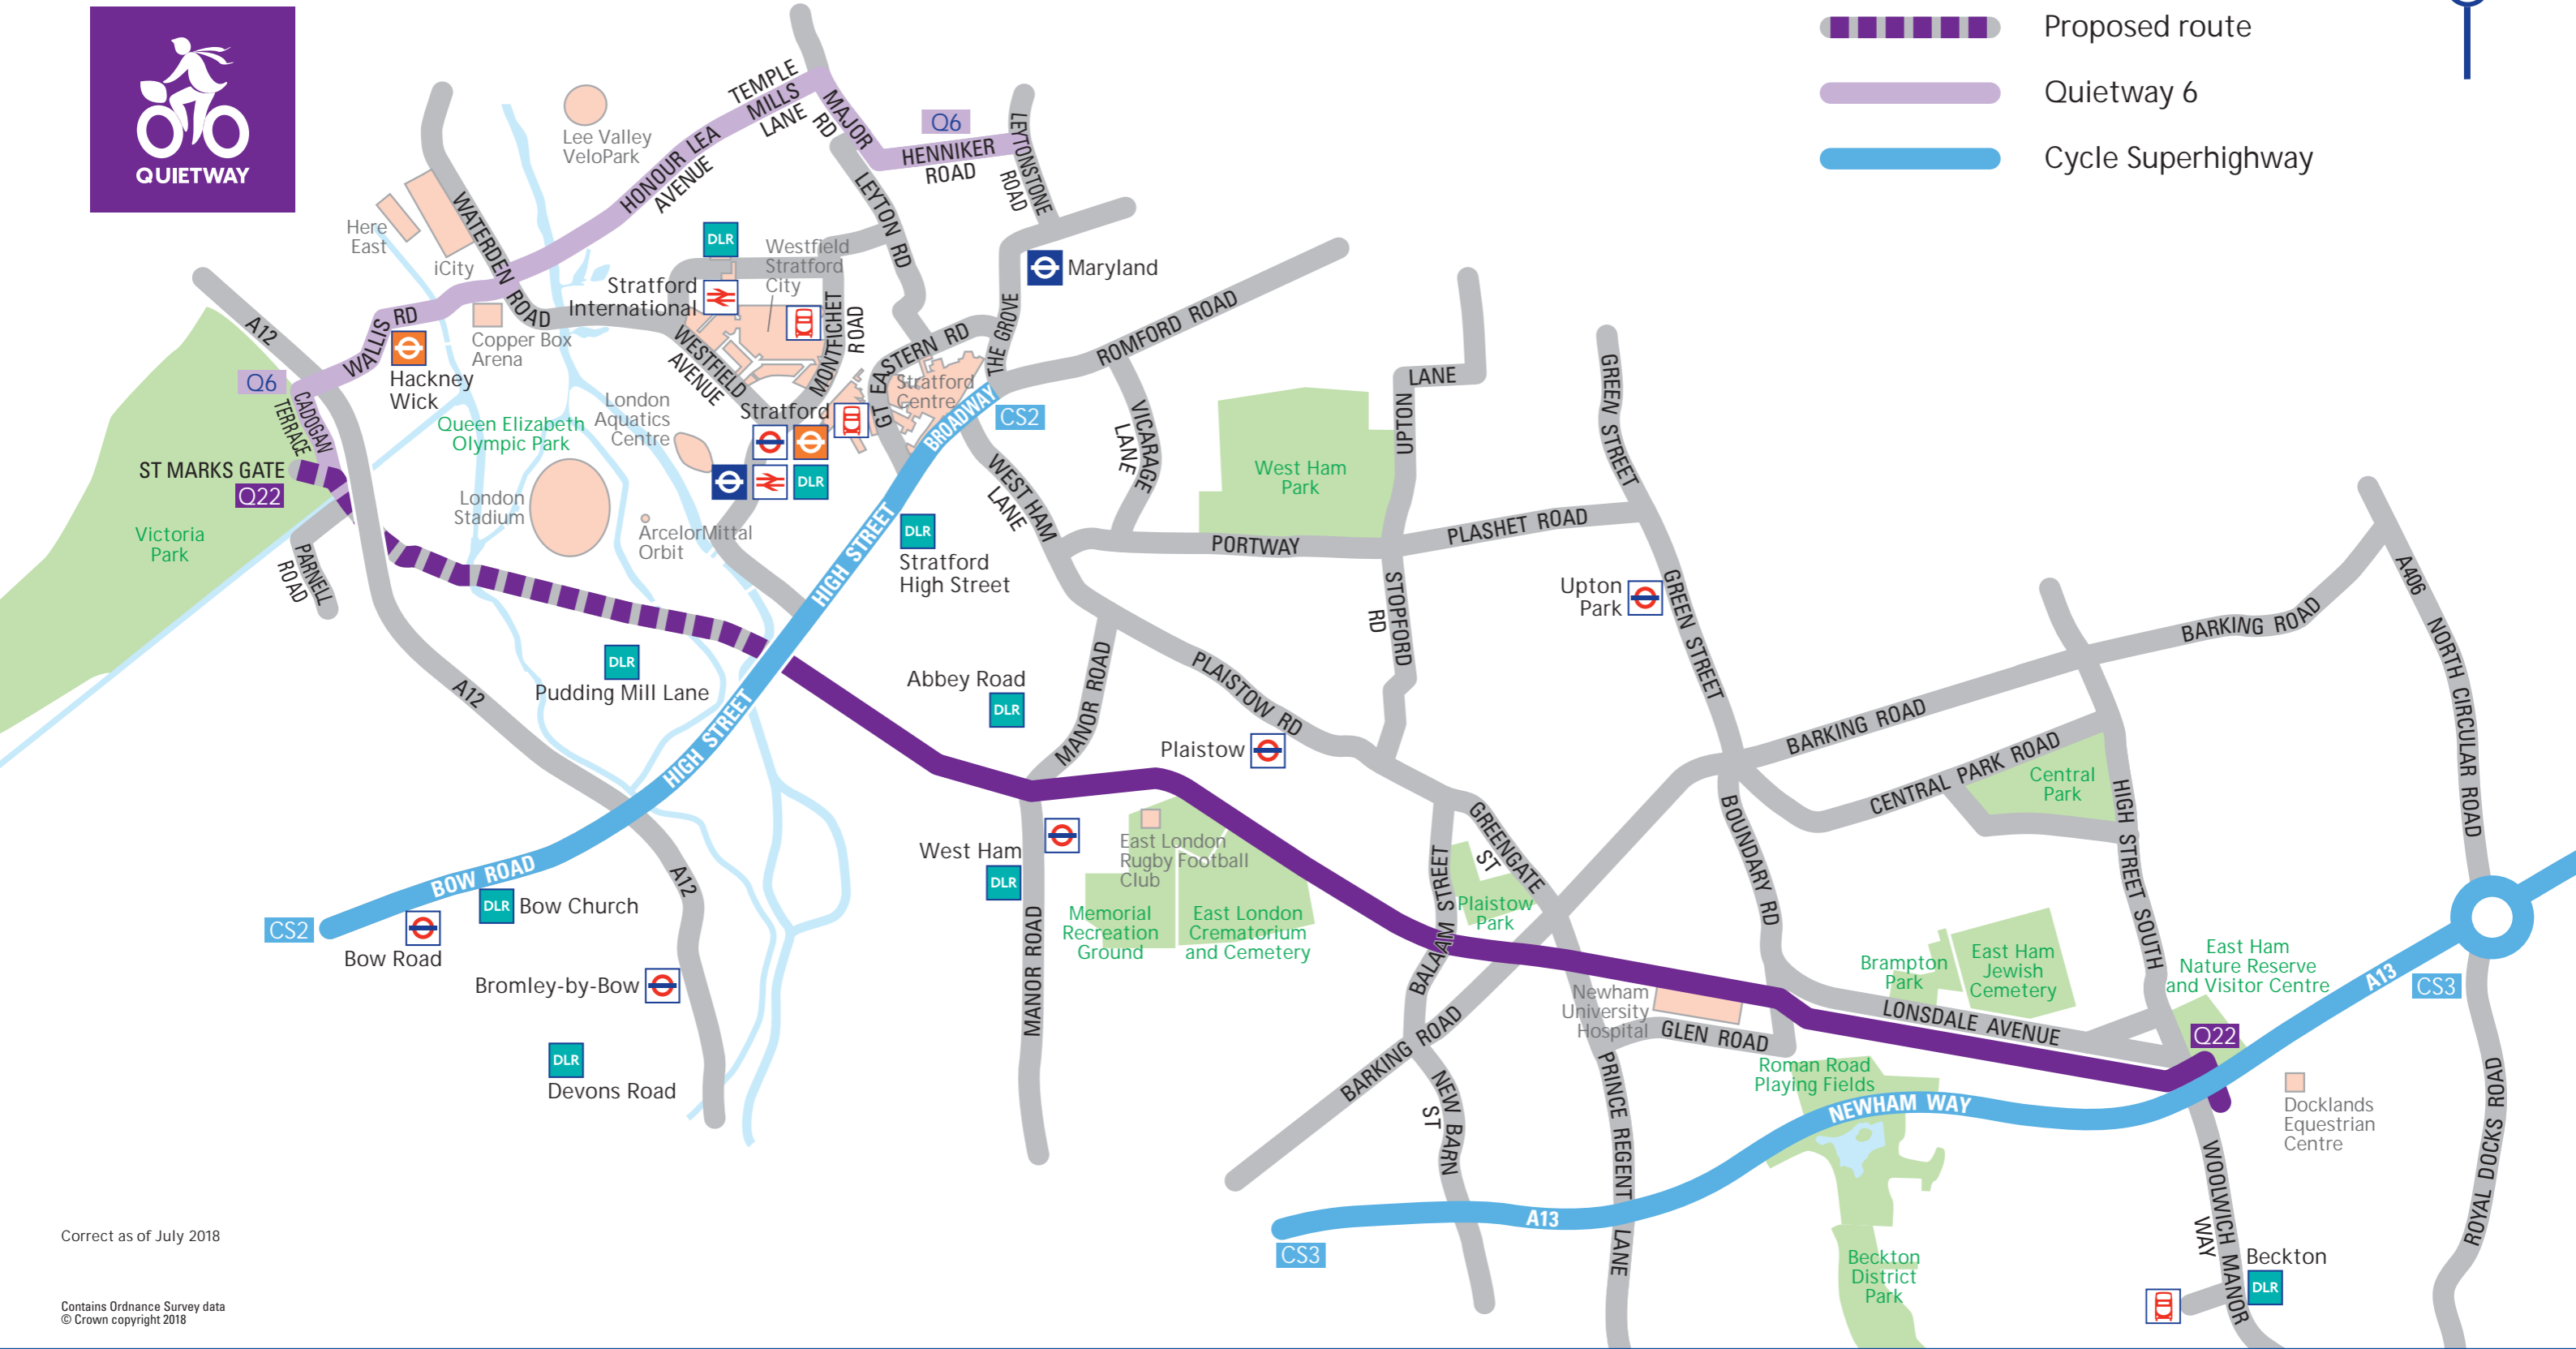 QUIETWAY
Proposed route
Quietway 6
Cycle Superhighway
Lee Valley
VeloPark
TEMPLE
MILLS
LANE
MAJOR
RD
Q6
HENNIKER
ROAD
LEYTONSTONE
ROAD
HONOUR LEA
AVENUE
LEYTON RD
Here
East
iCity
WATERDEN ROAD
DLR
Westfield
Stratford
City
Stratford
International
Maryland
MONTFICHET
ROAD
THE GROVE
ROMFORD ROAD
A12
WALLIS RD
Copper Box
Arena
Hackney
Wick
Q6
CADOGAN
TERRACE
WESTFIELD
AVENUE
GT EASTERN RD
Stratford
Centre
BROADWAY
CS2
London
Aquatics
Centre
Stratford
DLR
Queen Elizabeth
Olympic Park
ST MARKS GATE
Q22
Victoria
Park
PARNELL
ROAD
London
Stadium
ArcelorMittal
Orbit
HIGH STREET
DLR
Stratford
High Street
WEST HAM
LANE
VICARAGE
LANE
West Ham
Park
UPTON
LANE
GREEN STREET
PORTWAY
PLASHET ROAD
STOPFORD
RD
Upton
Park
GREEN STREET
DLR
Pudding Mill Lane
A12
HIGH STREET
Abbey Road
DLR
MANOR ROAD
PLAISTOW RD
Plaistow
BARKING ROAD
BARKING ROAD
A406
NORTH CIRCULAR ROAD
CENTRAL PARK ROAD
Central
Park
HIGH STREET SOUTH
BOW ROAD
CS2
DLR
Bow Church
Bow Road
A12
Bromley-by-Bow
DLR
Devons Road
West Ham
DLR
MANOR ROAD
East London
Rugby Football
Club
Memorial
Recreation
Ground
East London
Crematorium
and Cemetery
GREENGATE
ST
BALAAM STREET
Plaistow
Park
BOUNDARY RD
Brampton
Park
East Ham
Jewish
Cemetery
East Ham
Nature Reserve
and Visitor Centre
A13
CS3
Newham
University
Hospital
GLEN ROAD
LONSDALE AVENUE
Q22
BARKING ROAD
NEW BARN
ST
PRINCE REGENT LANE
Roman Road
Playing Fields
NEWHAM WAY
Docklands
Equestrian
Centre
ROYAL DOCKS ROAD
WOOLWICH MANOR
WAY
A13
CS3
Beckton
District
Park
Beckton
DLR
Correct as of July 2018
Contains Ordnance Survey data
© Crown copyright 2018